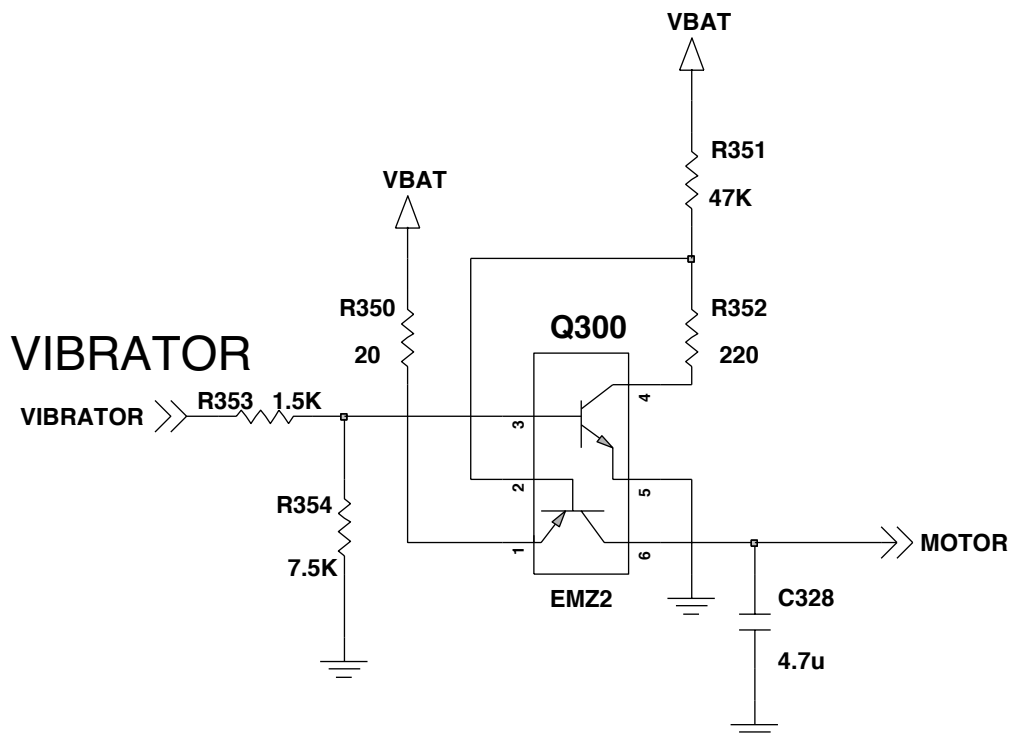 VBAT
R351
47K
VBAT
R350
20
R352
220
Q300
VIBRATOR
VIBRATOR
R353 1.5K
3
4
2
5
1
6
R354
7.5K
EMZ2
MOTOR
C328
4.7u